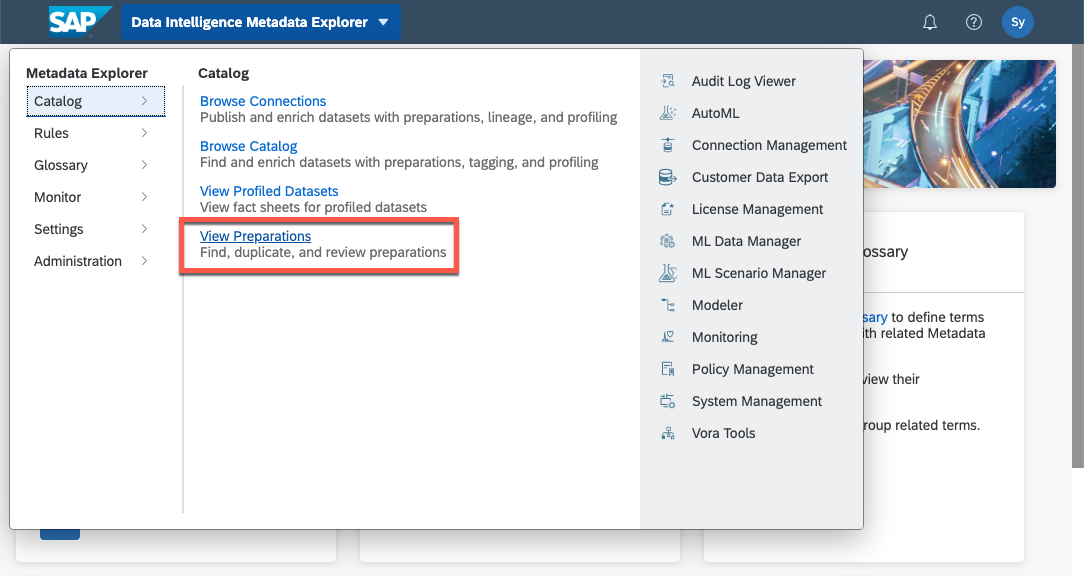 SAP
Data Intelligence Metadata Explorer
Sy
Metadata Explorer
Catalog
Rules
Glossary
Monitor
Settings
Administration
Catalog
Browse Connections
Publish and enrich datasets with preparations, lineage, and profiling
Browse Catalog
Find and enrich datasets with preparations, tagging, and profiling
View Profiled Datasets
View fact sheets for profiled datasets
View Preparations
Find, duplicate, and review preparations
Audit Log Viewer
AutoML
Connection Management
Customer Data Export
License Management
ML Data Manager
ML Scenario Manager
Modeler
Monitoring
Policy Management
System Management
Vora Tools
ossary
sary to define terms
ith related Metadata
view their
roup related terms.